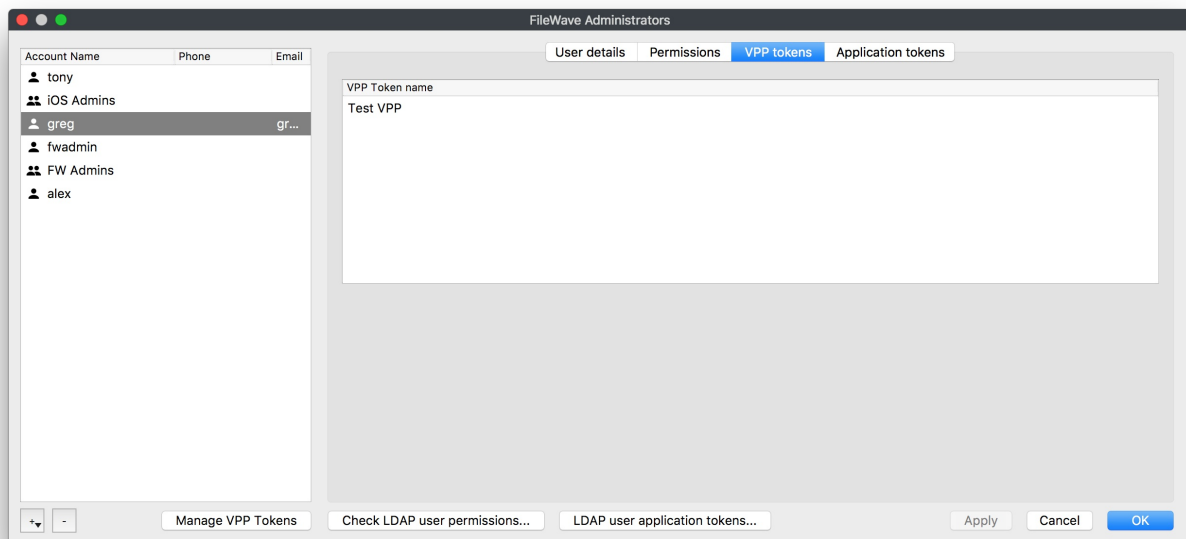 FileWave Administrators
Account Name Phone Email
tony
iOS Admins
greg gr...
fwadmin
FW Admins
alex
User details Permissions VPP tokens Application tokens
VPP Token name
Test VPP
+ - Manage VPP Tokens Check LDAP user permissions... LDAP user application tokens... Apply Cancel OK